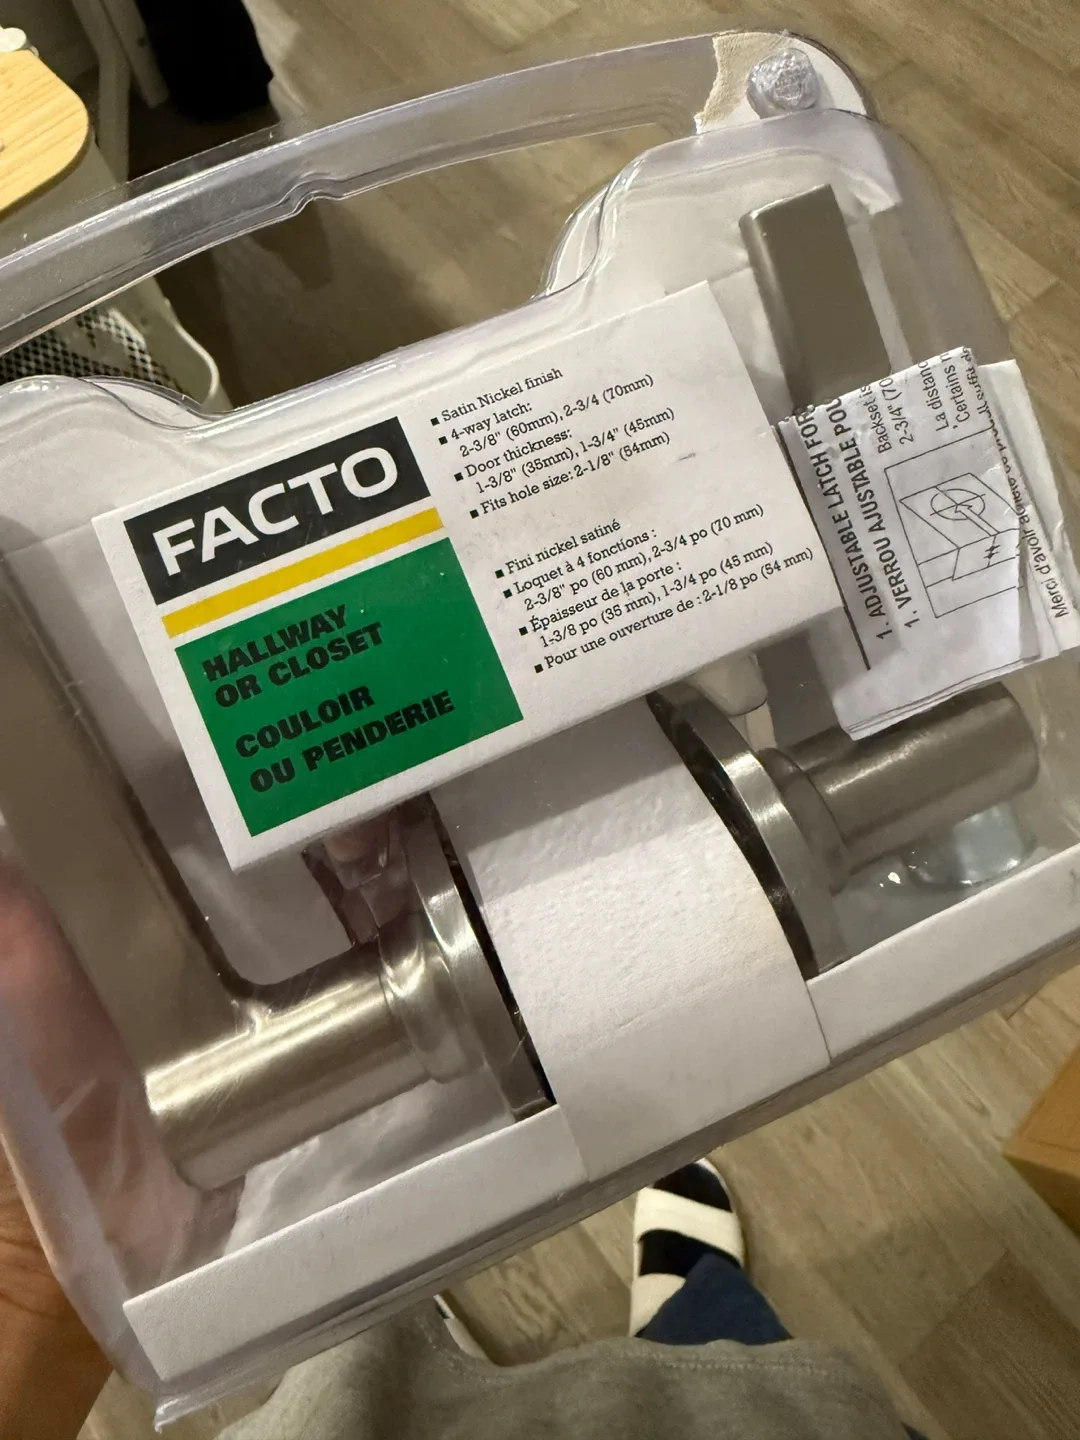 FACTO
HALLWAY
OR CLOSET
COULOIR
OU PENDERIE
▪ Satin Nickel finish
▪ 4-way latch:
2-3/8" (60mm), 2-3/4 (70mm)
▪ Door thickness:
1-3/8" (35mm), 1-3/4" (45mm)
▪ Fits hole size: 2-1/8" (54mm)
▪ Fini nickel satiné
▪ Loquet à 4 fonctions :
2-3/8" po (60 mm), 2-3/4 po (70 mm)
▪ Épaisseur de la porte :
1-3/8 po (35 mm), 1-3/4 po (45 mm)
▪ Pour une ouverture de : 2-1/8 po (54 mm)
1. ADJUSTABLE LATCH FOR
1. VERROU AJUSTABLE POU
Backset is
2-3/4" (70
La distanc
*Certains
Merci d'avoir